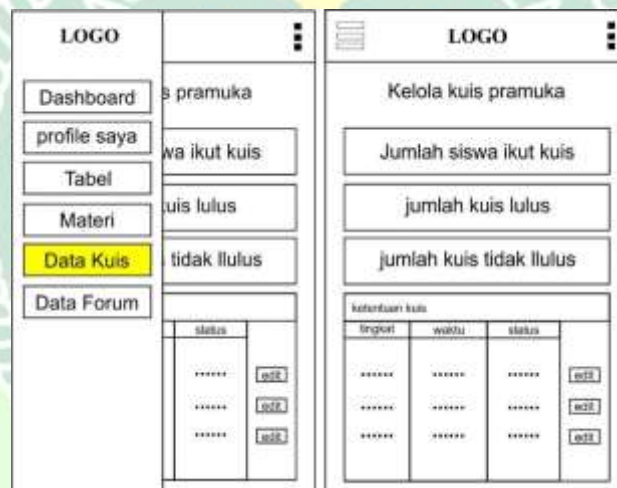 LOGO
Dashboard
profile saya
Tabel
Materi
Data Kuis
Data Forum
s pramuka
wa ikut kuis
uis lulus
tidak llulus
status
edit
edit
edit
LOGO
Kelola kuis pramuka
Jumlah siswa ikut kuis
jumlah kuis lulus
jumlah kuis tidak llulus
ketentuan kuis
tingkat waktu status
...... ...... ...... edit
...... ...... ...... edit
...... ...... ...... edit